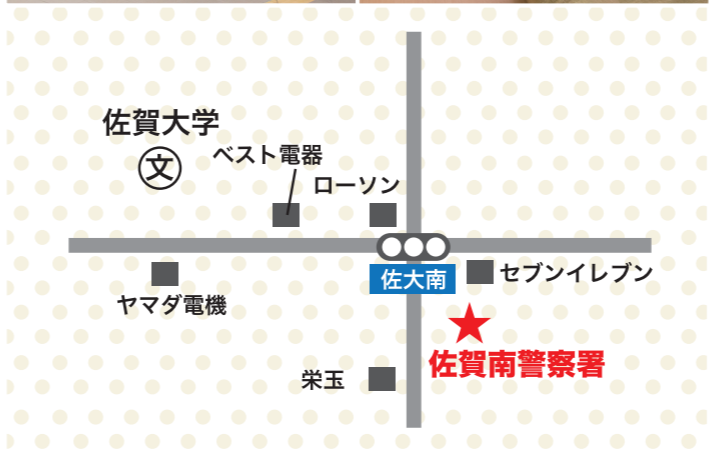 佐賀大学
文
ベスト電器
ローソン
佐大南
セブンイレブン
ヤマダ電機
佐賀南警察署
栄玉